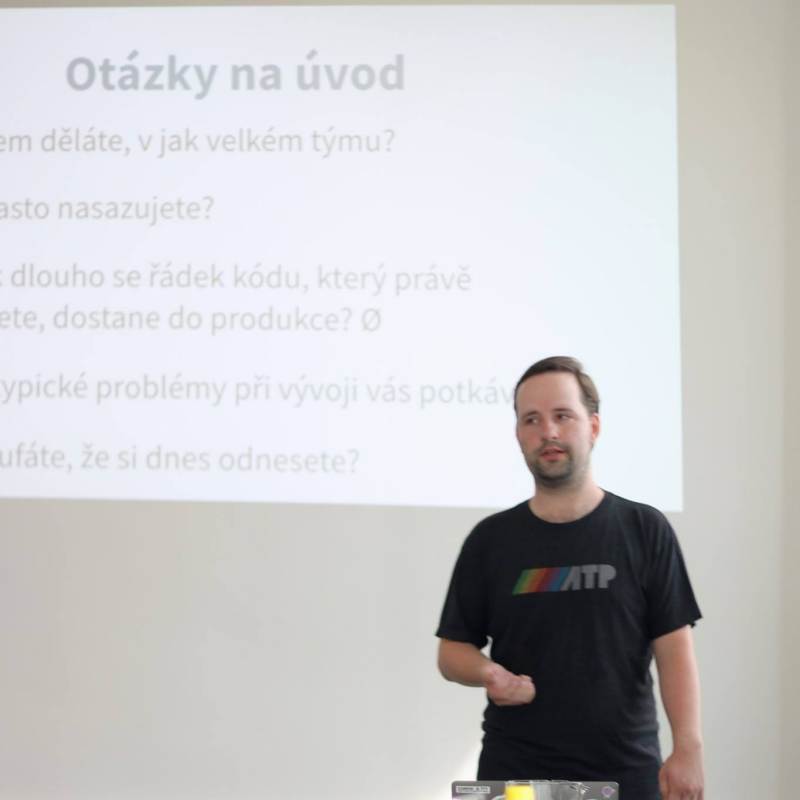 Otázky na úvod
em děláte, v jak velkém týmu?
asto nasazujete?
dlouho se řádek kódu, který právě
ete, dostane do produkce? Ø
typické problémy při vývoji vás potkáv
ufáte, že si dnes odnesete?
ATP